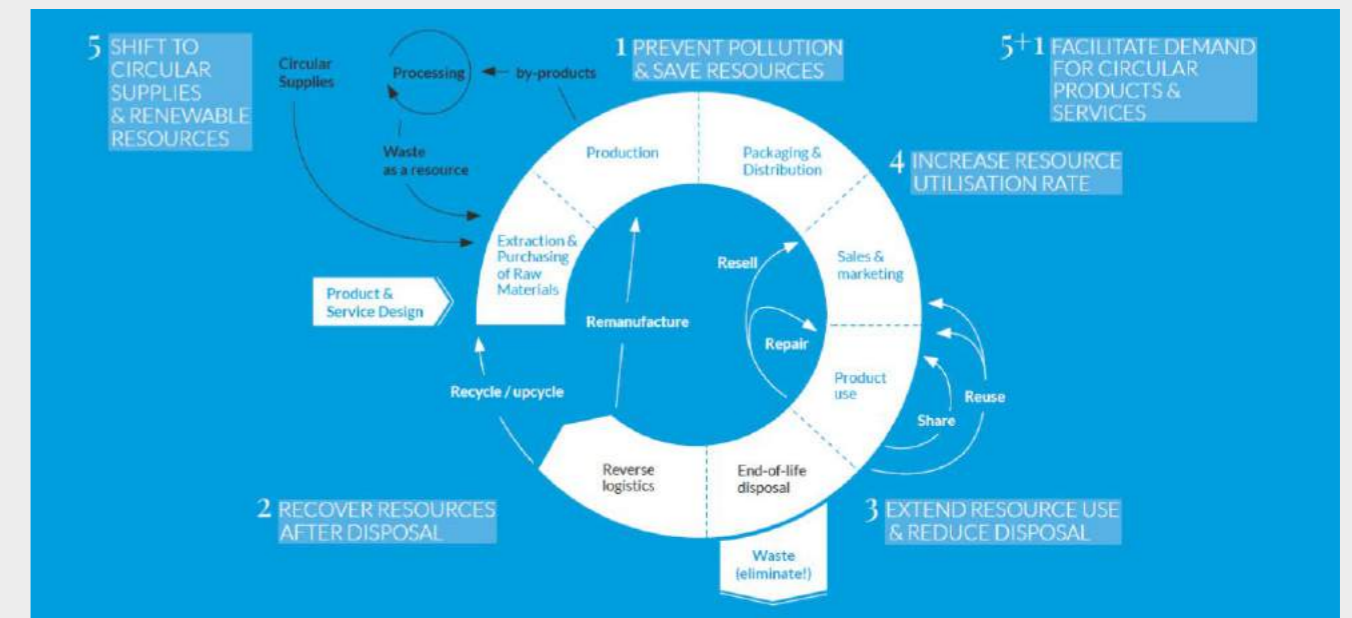 5 SHIFT TO
CIRCULAR
SUPPLIES
& RENEWABLE
RESOURCES
Circular
Supplies
Processing
by-products
Waste
as a resource
1 PREVENT POLLUTION
& SAVE RESOURCES
5+1 FACILITATE DEMAND
FOR CIRCULAR
PRODUCTS &
SERVICES
Production
Packaging &
Distribution
4 INCREASE RESOURCE
UTILISATION RATE
Extraction &
Purchasing
of Raw
Materials
Product &
Service Design
Remanufacture
Resell
Repair
Sales &
marketing
Product
use
Share
Reuse
Recycle / upcycle
Reverse
logistics
End-of-life
disposal
2 RECOVER RESOURCES
AFTER DISPOSAL
3 EXTEND RESOURCE USE
& REDUCE DISPOSAL
Waste
(eliminate!)